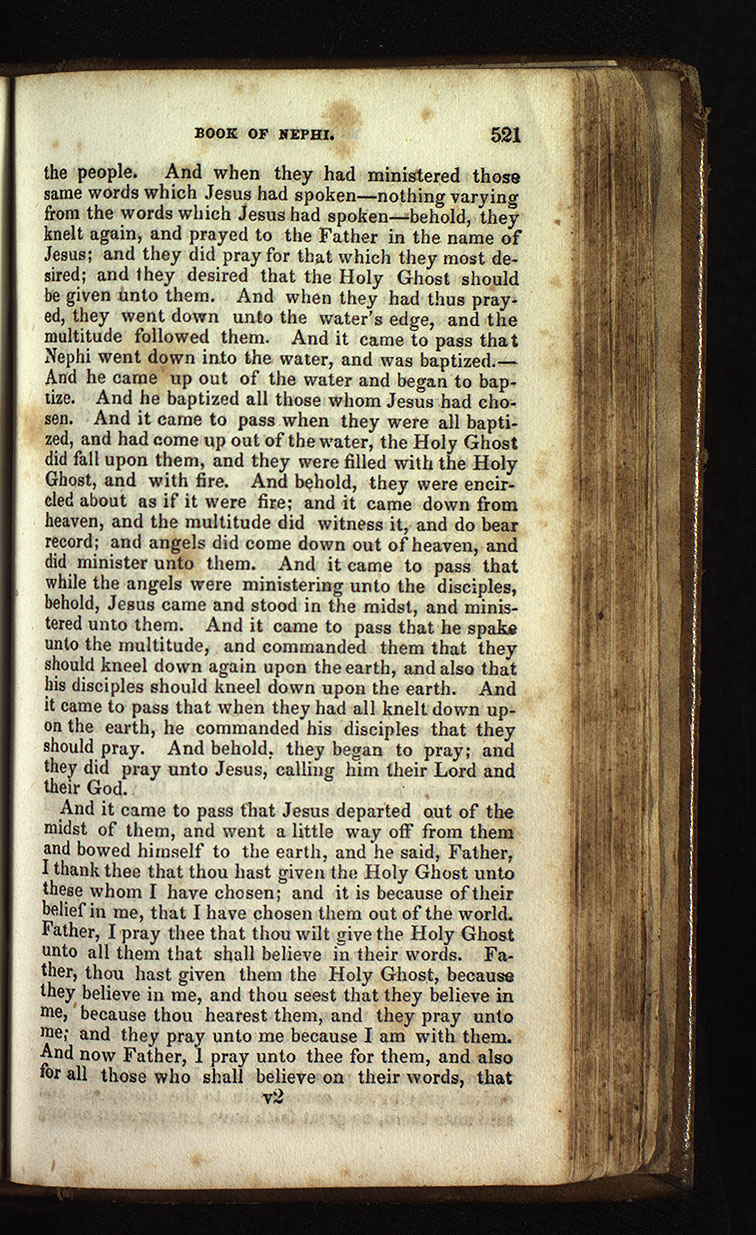 BOOK OF NEPHI. 521
the people. And when they had ministered those
same words which Jesus had spoken—nothing varying
from the words which Jesus had spoken—behold, they
knelt again, and prayed to the Father in the name of
Jesus; and they did pray for that which they most de-
sired; and they desired that the Holy Ghost should
be given unto them. And when they had thus pray-
ed, they went down unto the water's edge, and the
multitude followed them. And it came to pass that
Nephi went down into the water, and was baptized.—
And he came up out of the water and began to bap-
tize. And he baptized all those whom Jesus had cho-
sen. And it came to pass when they were all bapti-
zed, and had come up out of the water, the Holy Ghost
did fall upon them, and they were filled with the Holy
Ghost, and with fire. And behold, they were encir-
cled about as if it were fire; and it came down from
heaven, and the multitude did witness it, and do bear
record; and angels did come down out of heaven, and
did minister unto them. And it came to pass that
while the angels were ministering unto the disciples,
behold, Jesus came and stood in the midst, and minis-
tered unto them. And it came to pass that he spake
unto the multitude, and commanded them that they
should kneel down again upon the earth, and also that
his disciples should kneel down upon the earth. And
it came to pass that when they had all knelt down up-
on the earth, he commanded his disciples that they
should pray. And behold, they began to pray; and
they did pray unto Jesus, calling him their Lord and
their God.
And it came to pass that Jesus departed out of the
midst of them, and went a little way off from them
and bowed himself to the earth, and he said, Father,
I thank thee that thou hast given the Holy Ghost unto
these whom I have chosen; and it is because of their
belief in me, that I have chosen them out of the world.
Father, I pray thee that thou wilt give the Holy Ghost
unto all them that shall believe in their words. Fa-
ther, thou hast given them the Holy Ghost, because
they believe in me, and thou seest that they believe in
me, because thou hearest them, and they pray unto
me; and they pray unto me because I am with them.
And now Father, I pray unto thee for them, and also
for all those who shall believe on their words, that
v2